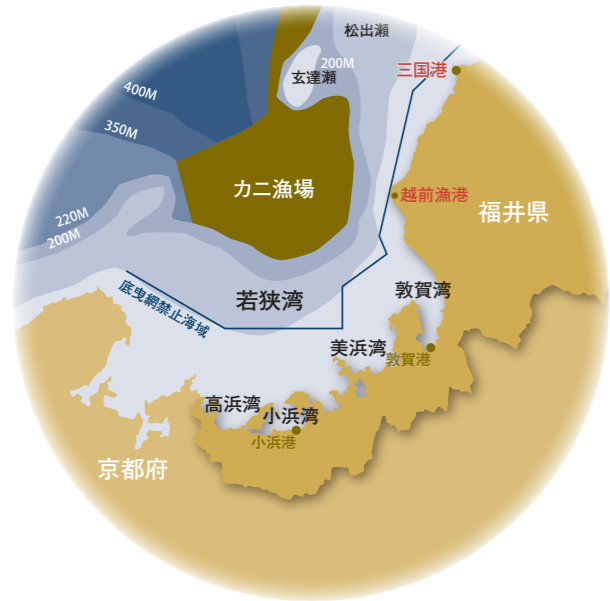 松出瀬
200M
玄達瀬
三国港
400M
350M
カニ漁場
越前漁港
福井県
220M
200M
底曳網禁止海域
若狭湾
敦賀湾
美浜湾
敦賀港
高浜湾
小浜湾
小浜港
京都府